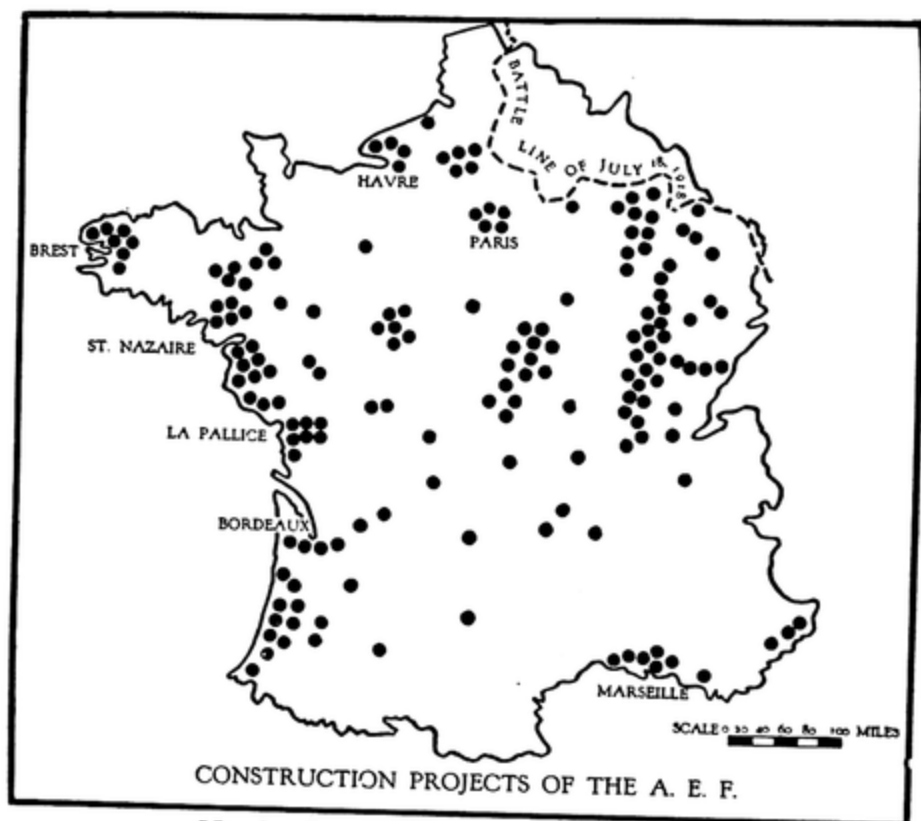 BATTLE LINE OF JULY 18, 1918
HAVRE
PARIS
BREST
ST. NAZAIRE
LA PALLICE
BORDEAUX
MARSEILLE
SCALE 0 20 40 60 80 100 MILES
CONSTRUCTION PROJECTS OF THE A. E. F.